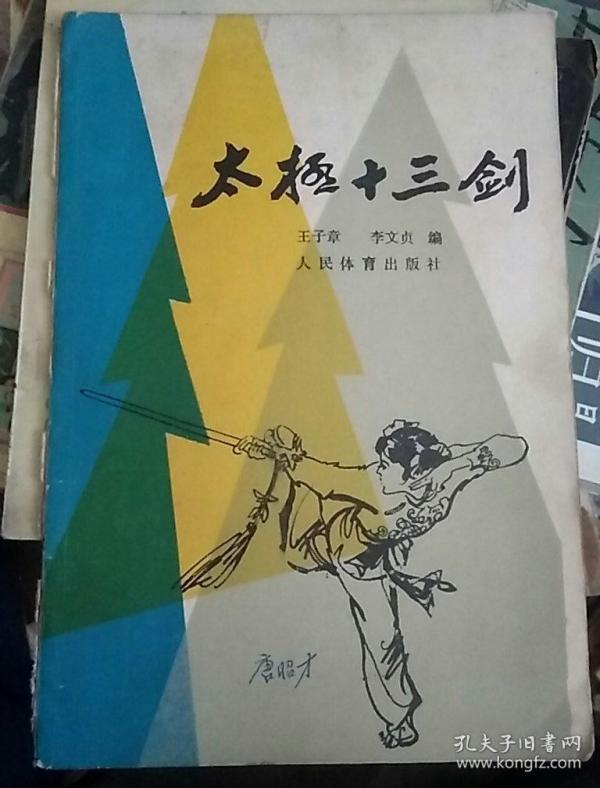 太极十三剑
王子章 李文贞 编
人民体育出版社
唐昭才
孔夫子旧书网
www.kongfz.com